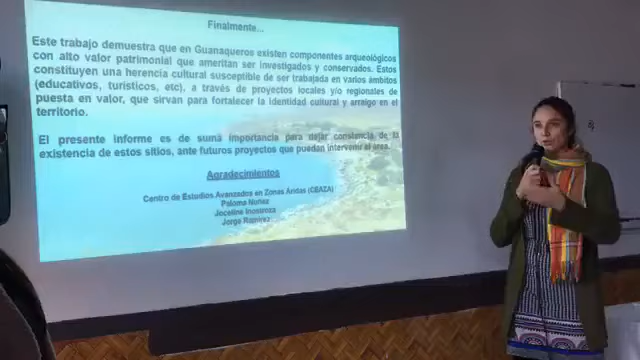 Finalmente...
Este trabajo demuestra que en Guanaqueros existen componentes arqueológicos
con alto valor patrimonial que ameritan ser investigados y conservados. Estos
constituyen una herencia cultural susceptible de ser trabajada en varios ámbitos
(educativos, turísticos, etc), a través de proyectos locales y/o regionales de
puesta en valor, que sirvan para fortalecer la identidad cultural y arraigo en el
territorio.
El presente informe es de suma importancia para dejar constancia de la
existencia de estos sitios, ante futuros proyectos que puedan intervenir el área.
Agradecimientos
Centro de Estudios Avanzados en Zonas Áridas (CEAZA)
Paloma Nuñez
Joceline Inostroza
Jorge Ramírez